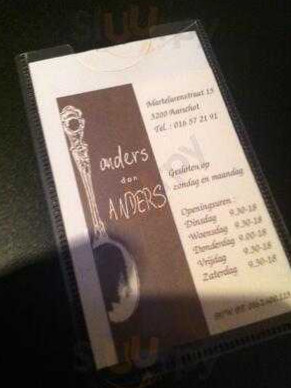 Martelarenstraat 15
3200 Aarschot
Tel.: 016 57 21 91
anders
dan
ANDERS
Gesloten op
zondag en maandag
Openingsuren:
Dinsdag 9.30-18
Woensdag 9.30-18
Donderdag 9.00-18
Vrijdag 9.30-18
Zaterdag 9.30-18